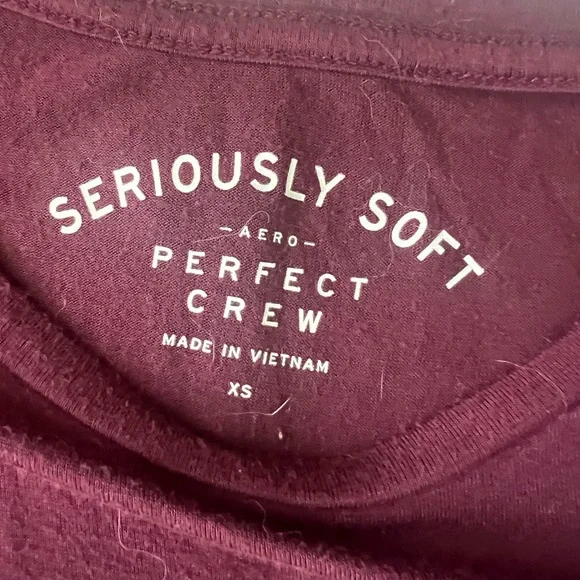 SERIOUSLY SOFT
-AERO-
PERFECT
CREW
MADE IN VIETNAM
XS